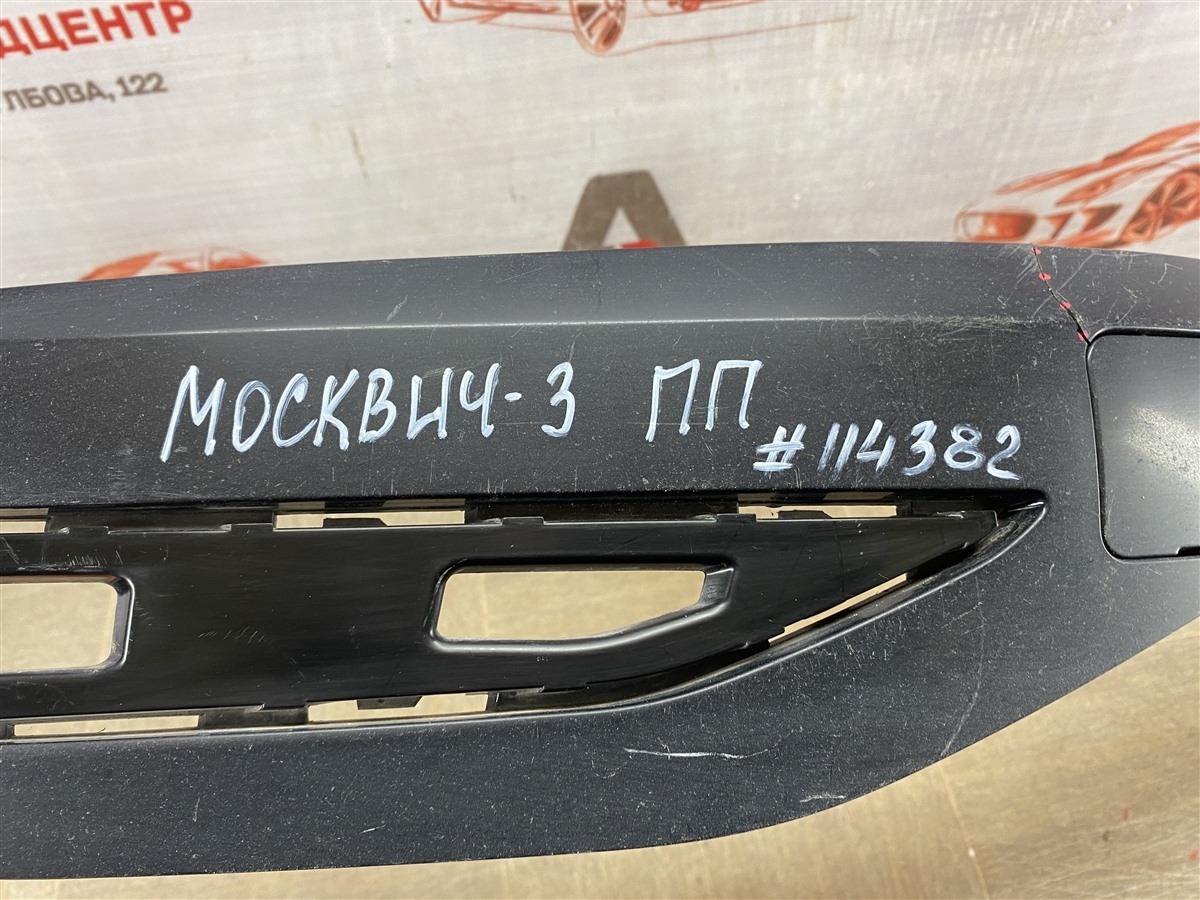 ДЦЕНТР
ЛБОВА, 122
МОСКВИЧ-3 ПП
#114382